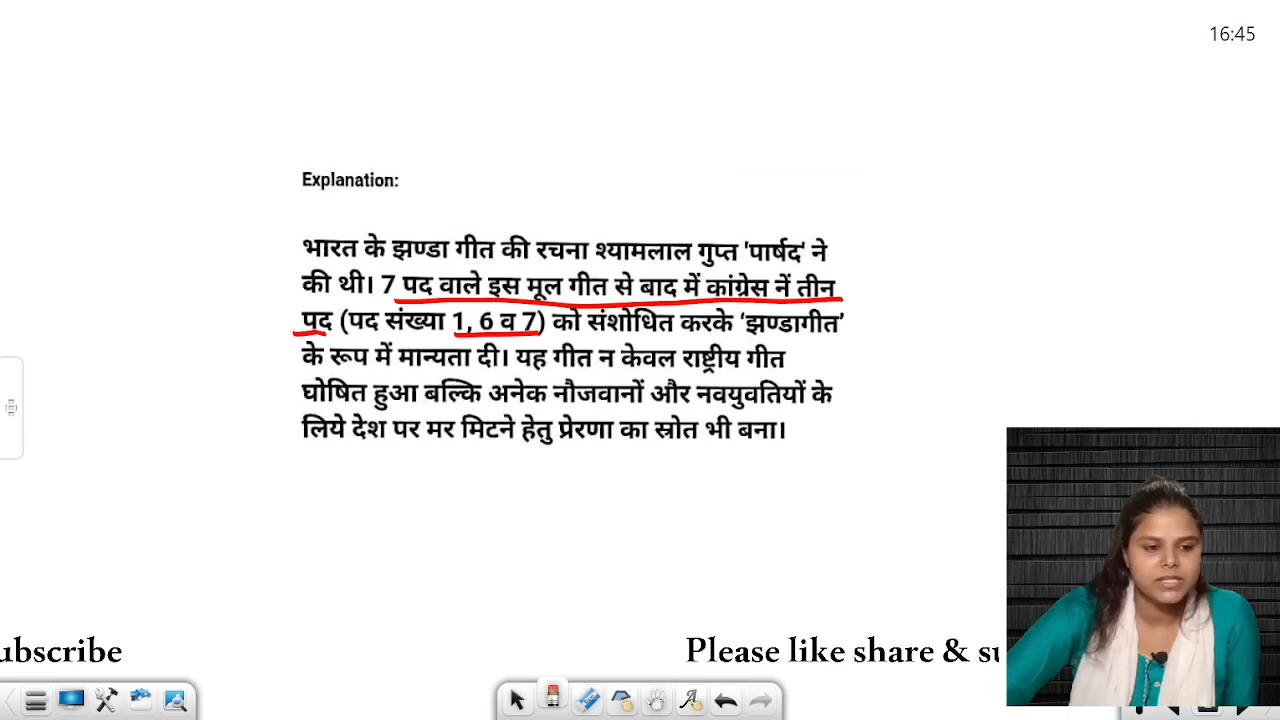 16:45
Explanation:
भारत के झण्डा गीत की रचना श्यामलाल गुप्त 'पार्षद' ने
की थी। 7 पद वाले इस मूल गीत से बाद में कांग्रेस नें तीन
पद (पद संख्या 1, 6 व 7) को संशोधित करके ‘झण्डागीत’
के रूप में मान्यता दी। यह गीत न केवल राष्ट्रीय गीत
घोषित हुआ बल्कि अनेक नौजवानों और नवयुवतियों के
लिये देश पर मर मिटने हेतु प्रेरणा का स्रोत भी बना।
ubscribe
Please like share & su